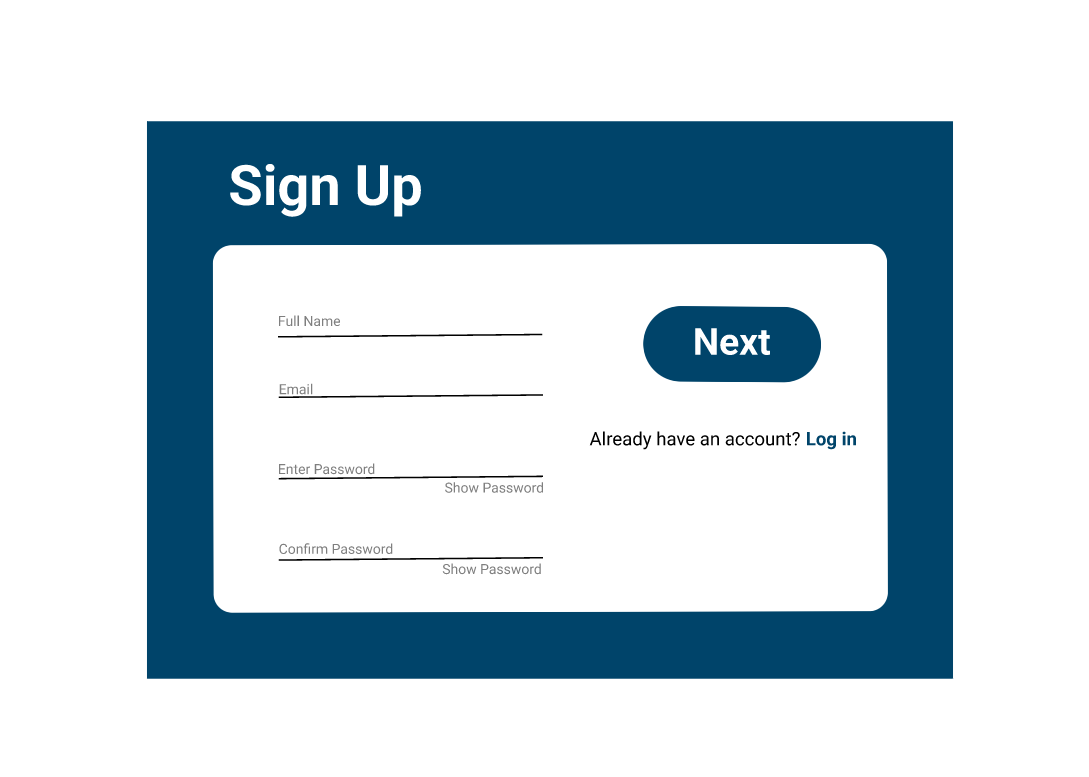 Sign Up
Full Name
Email
Enter Password
Show Password
Confirm Password
Show Password
Next
Already have an account? Log in